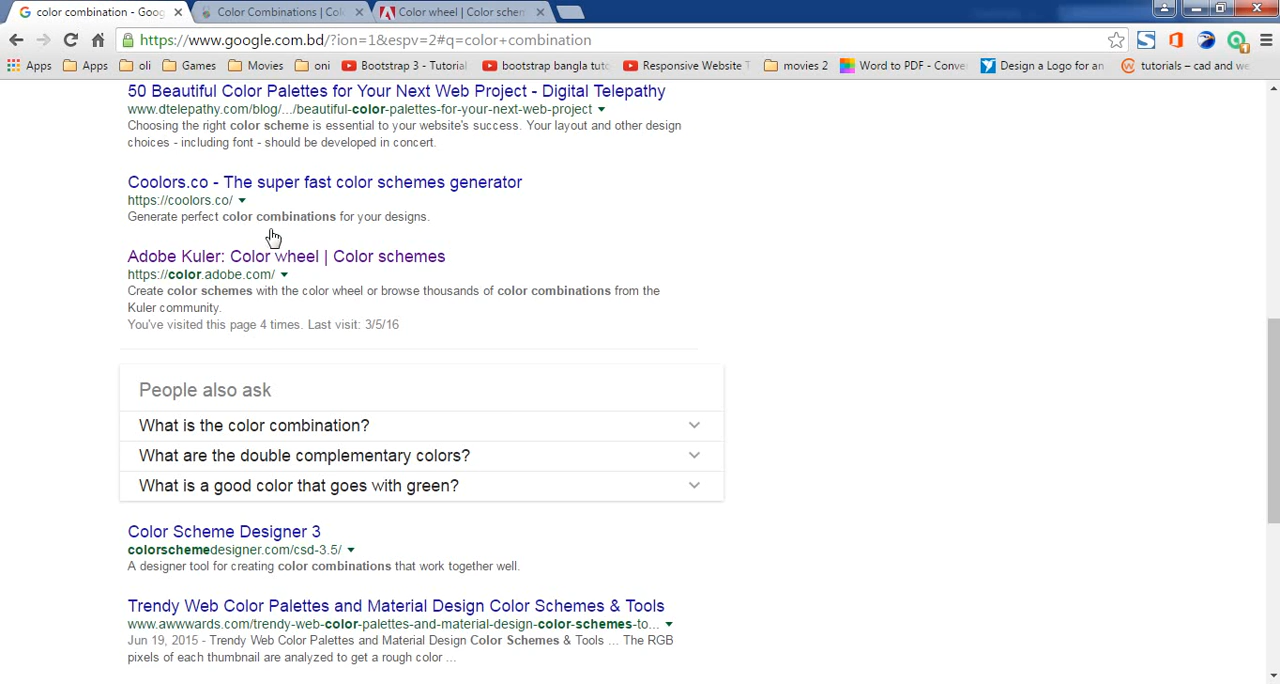 color combination - Goog
Color Combinations | Col
Color wheel | Color schem
https://www.google.com.bd/?ion=1&espv=2#q=color+combination
Apps Apps oli Games Movies oni Bootstrap 3 - Tutorial bootstrap bangla tuto Responsive Website movies 2 Word to PDF - Conver Design a Logo for an tutorials – cad and we
50 Beautiful Color Palettes for Your Next Web Project - Digital Telepathy
www.dtelepathy.com/blog/.../beautiful-color-palettes-for-your-next-web-project
Choosing the right color scheme is essential to your website's success. Your layout and other design
choices - including font - should be developed in concert.
Coolors.co - The super fast color schemes generator
https://coolors.co/
Generate perfect color combinations for your designs.
Adobe Kuler: Color wheel | Color schemes
https://color.adobe.com/
Create color schemes with the color wheel or browse thousands of color combinations from the
Kuler community.
You've visited this page 4 times. Last visit: 3/5/16
People also ask
What is the color combination?
What are the double complementary colors?
What is a good color that goes with green?
Color Scheme Designer 3
colorschemedesigner.com/csd-3.5/
A designer tool for creating color combinations that work together well.
Trendy Web Color Palettes and Material Design Color Schemes & Tools
www.awwwards.com/trendy-web-color-palettes-and-material-design-color-schemes-to...
Jun 19, 2015 - Trendy Web Color Palettes and Material Design Color Schemes & Tools ... The RGB
pixels of each thumbnail are analyzed to get a rough color ...